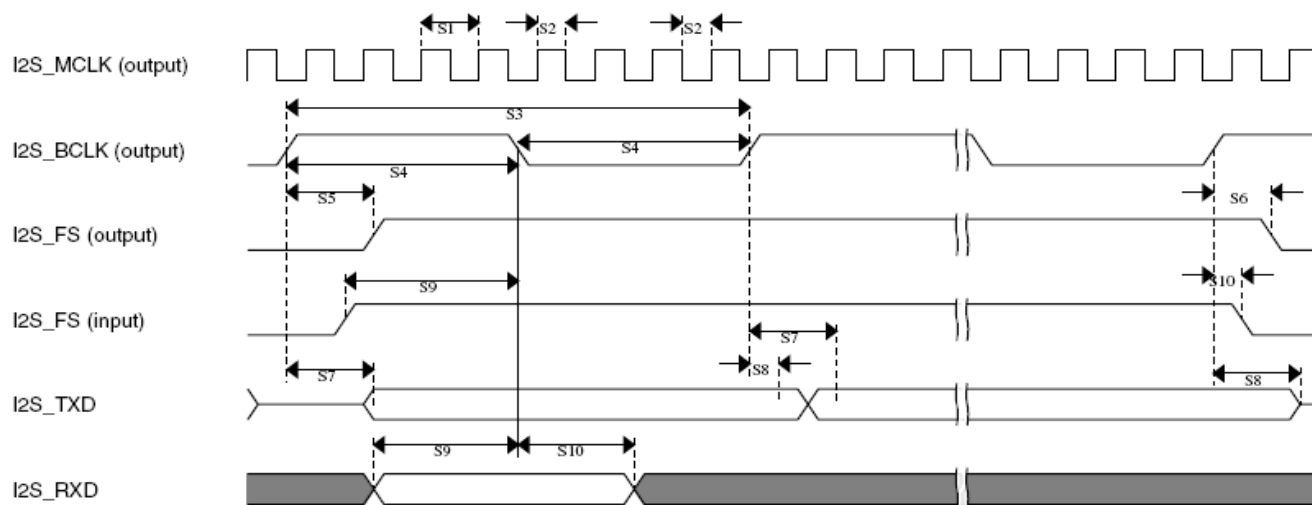 S1 S2 S2
I2S_MCLK (output)
S3
I2S_BCLK (output) S4
S4
S5 S6
I2S_FS (output)
S9 S10
I2S_FS (input)
S7
S7 S8 S8
I2S_TXD
S9 S10
I2S_RXD